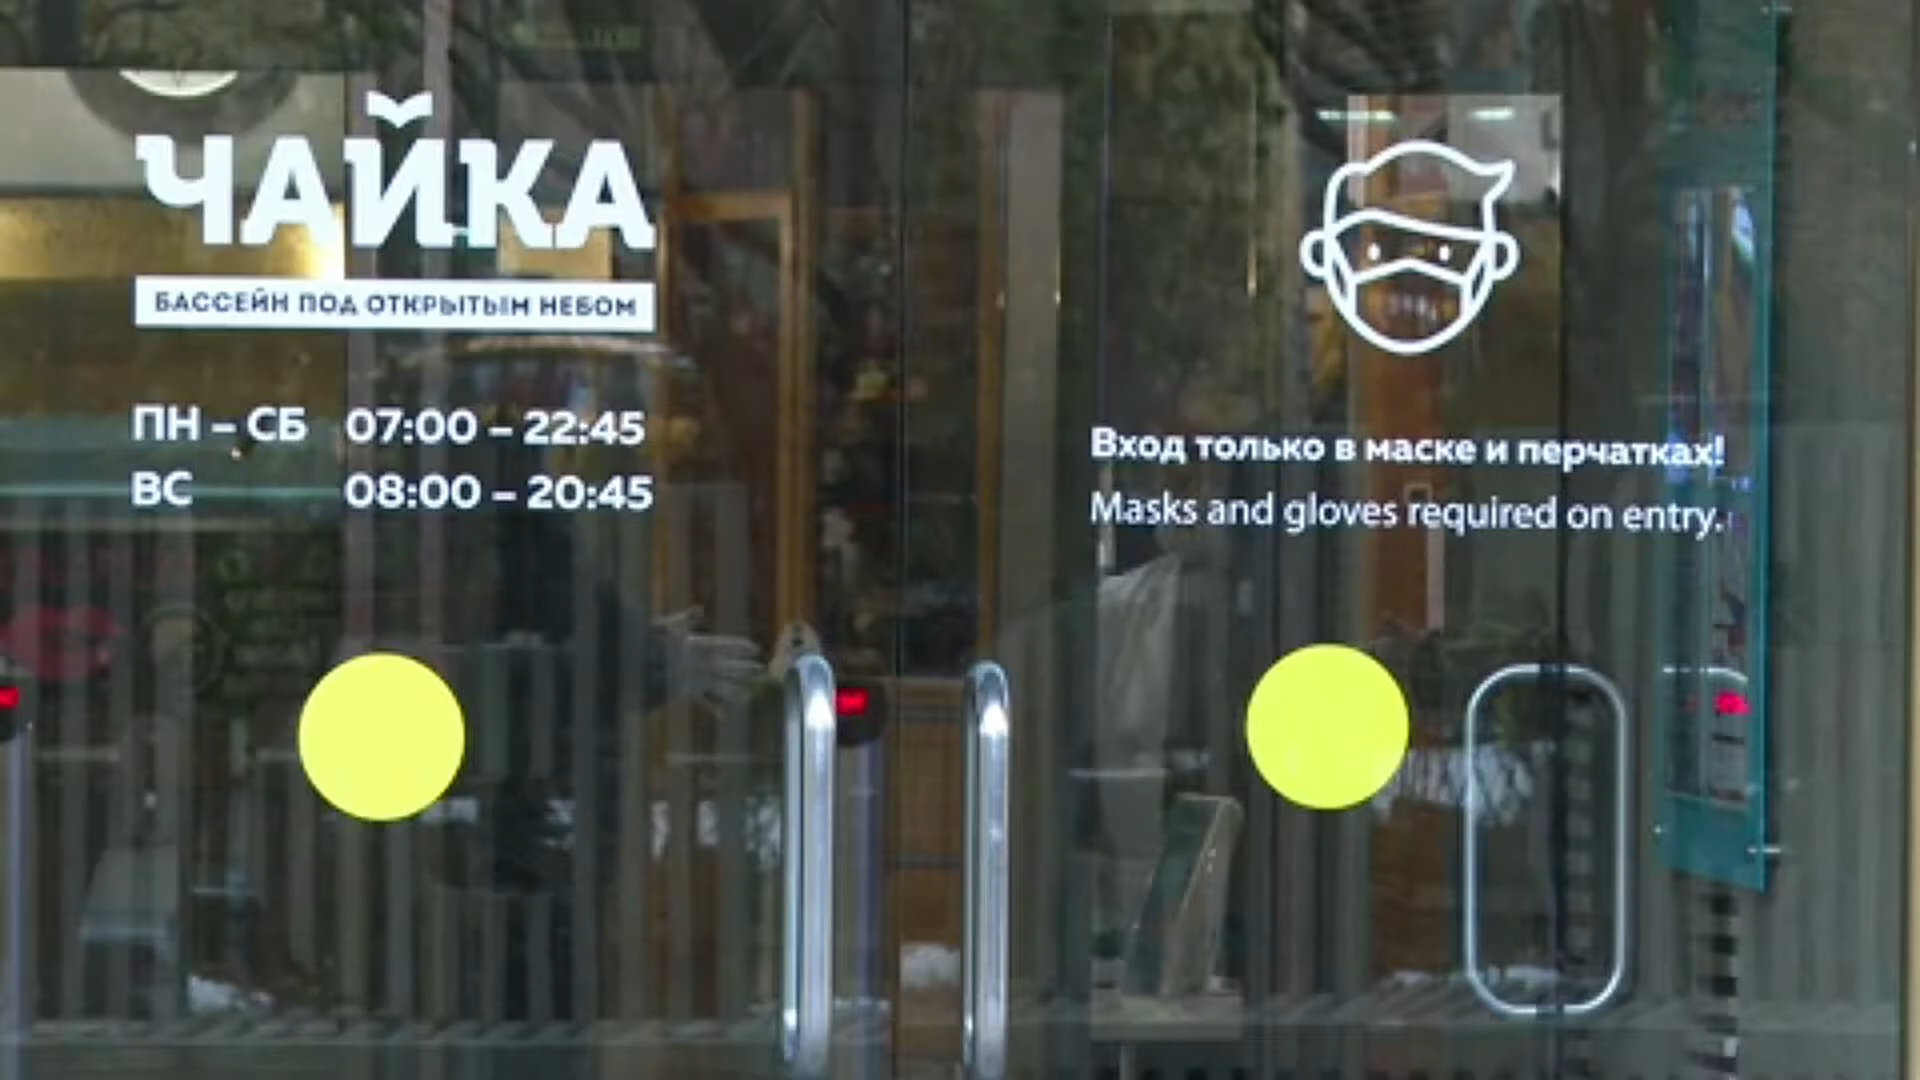 ЧАЙКА
БАССЕЙН ПОД ОТКРЫТЫМ НЕБОМ
ПН – СБ 07:00 – 22:45
ВС 08:00 – 20:45
Вход только в маске и перчатках!
Masks and gloves required on entry.